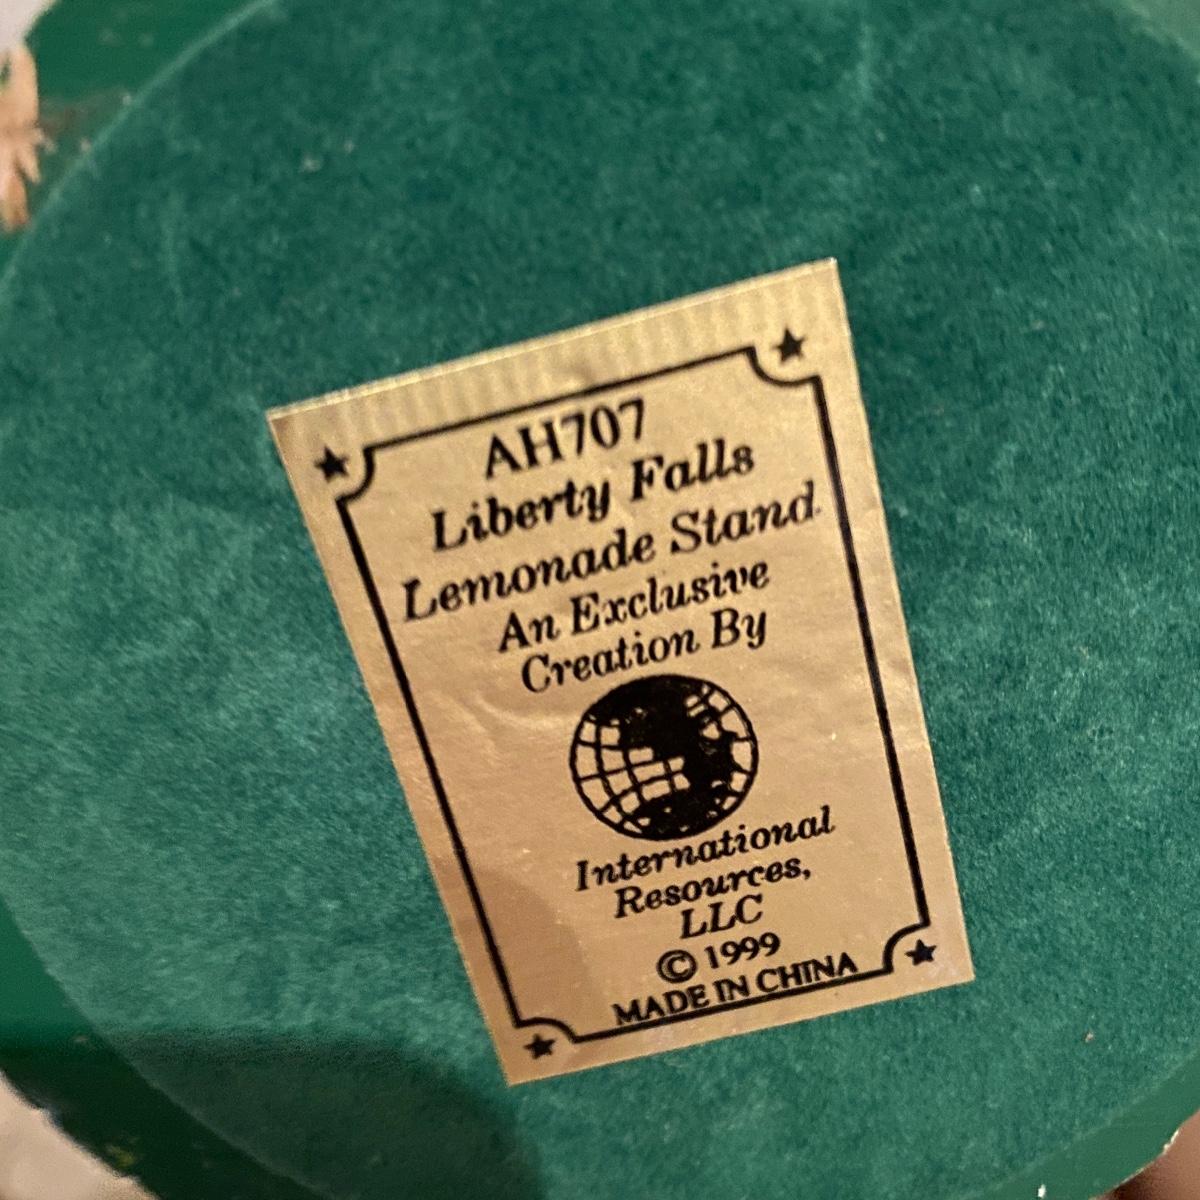 AH707
Liberty Falls
Lemonade Stand
An Exclusive
Creation By
International
Resources,
LLC
© 1999
MADE IN CHINA